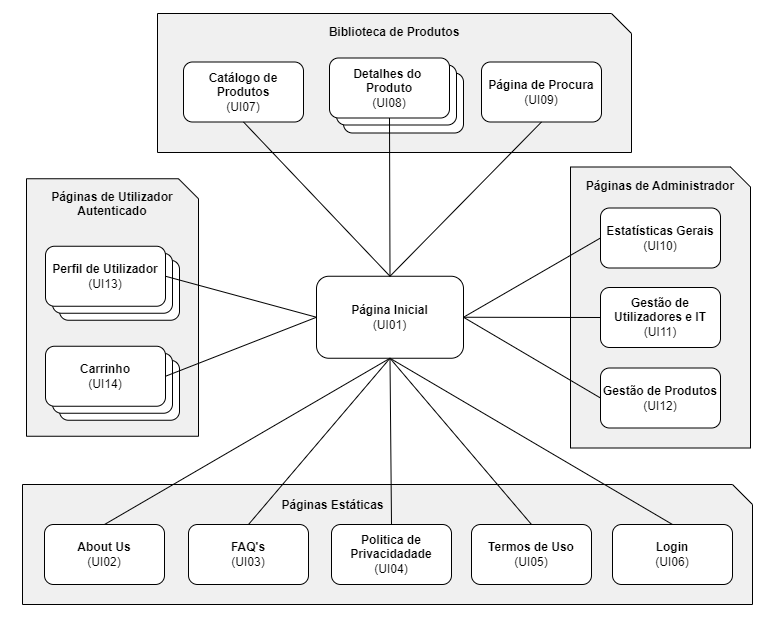 Biblioteca de Produtos
Catálogo de
Produtos
(UI07)
Detalhes do
Produto
(UI08)
Página de Procura
(UI09)
Páginas de Utilizador
Autenticado
Perfil de Utilizador
(UI13)
Carrinho
(UI14)
Página Inicial
(UI01)
Páginas de Administrador
Estatísticas Gerais
(UI10)
Gestão de
Utilizadores e IT
(UI11)
Gestão de Produtos
(UI12)
Páginas Estáticas
About Us
(UI02)
FAQ's
(UI03)
Politica de
Privacidadade
(UI04)
Termos de Uso
(UI05)
Login
(UI06)